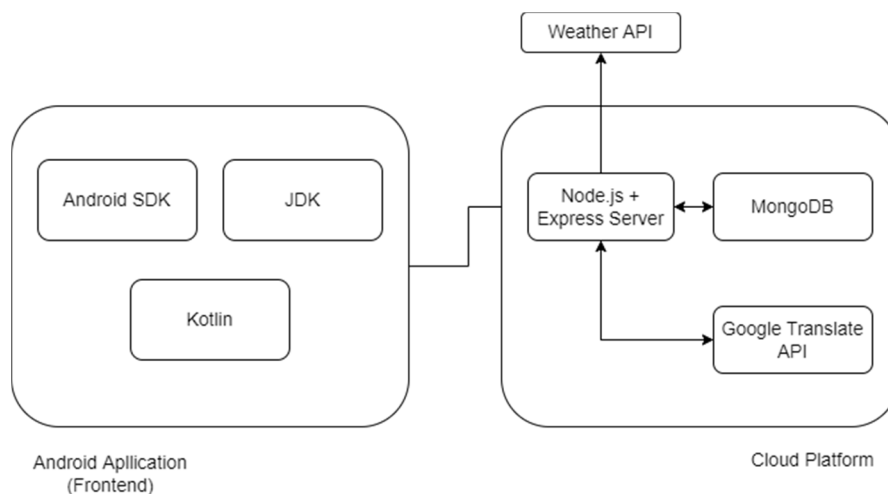 Weather API
Android SDK
JDK
Kotlin
Node.js +
Express Server
MongoDB
Google Translate
API
Android Apllication
(Frontend)
Cloud Platform